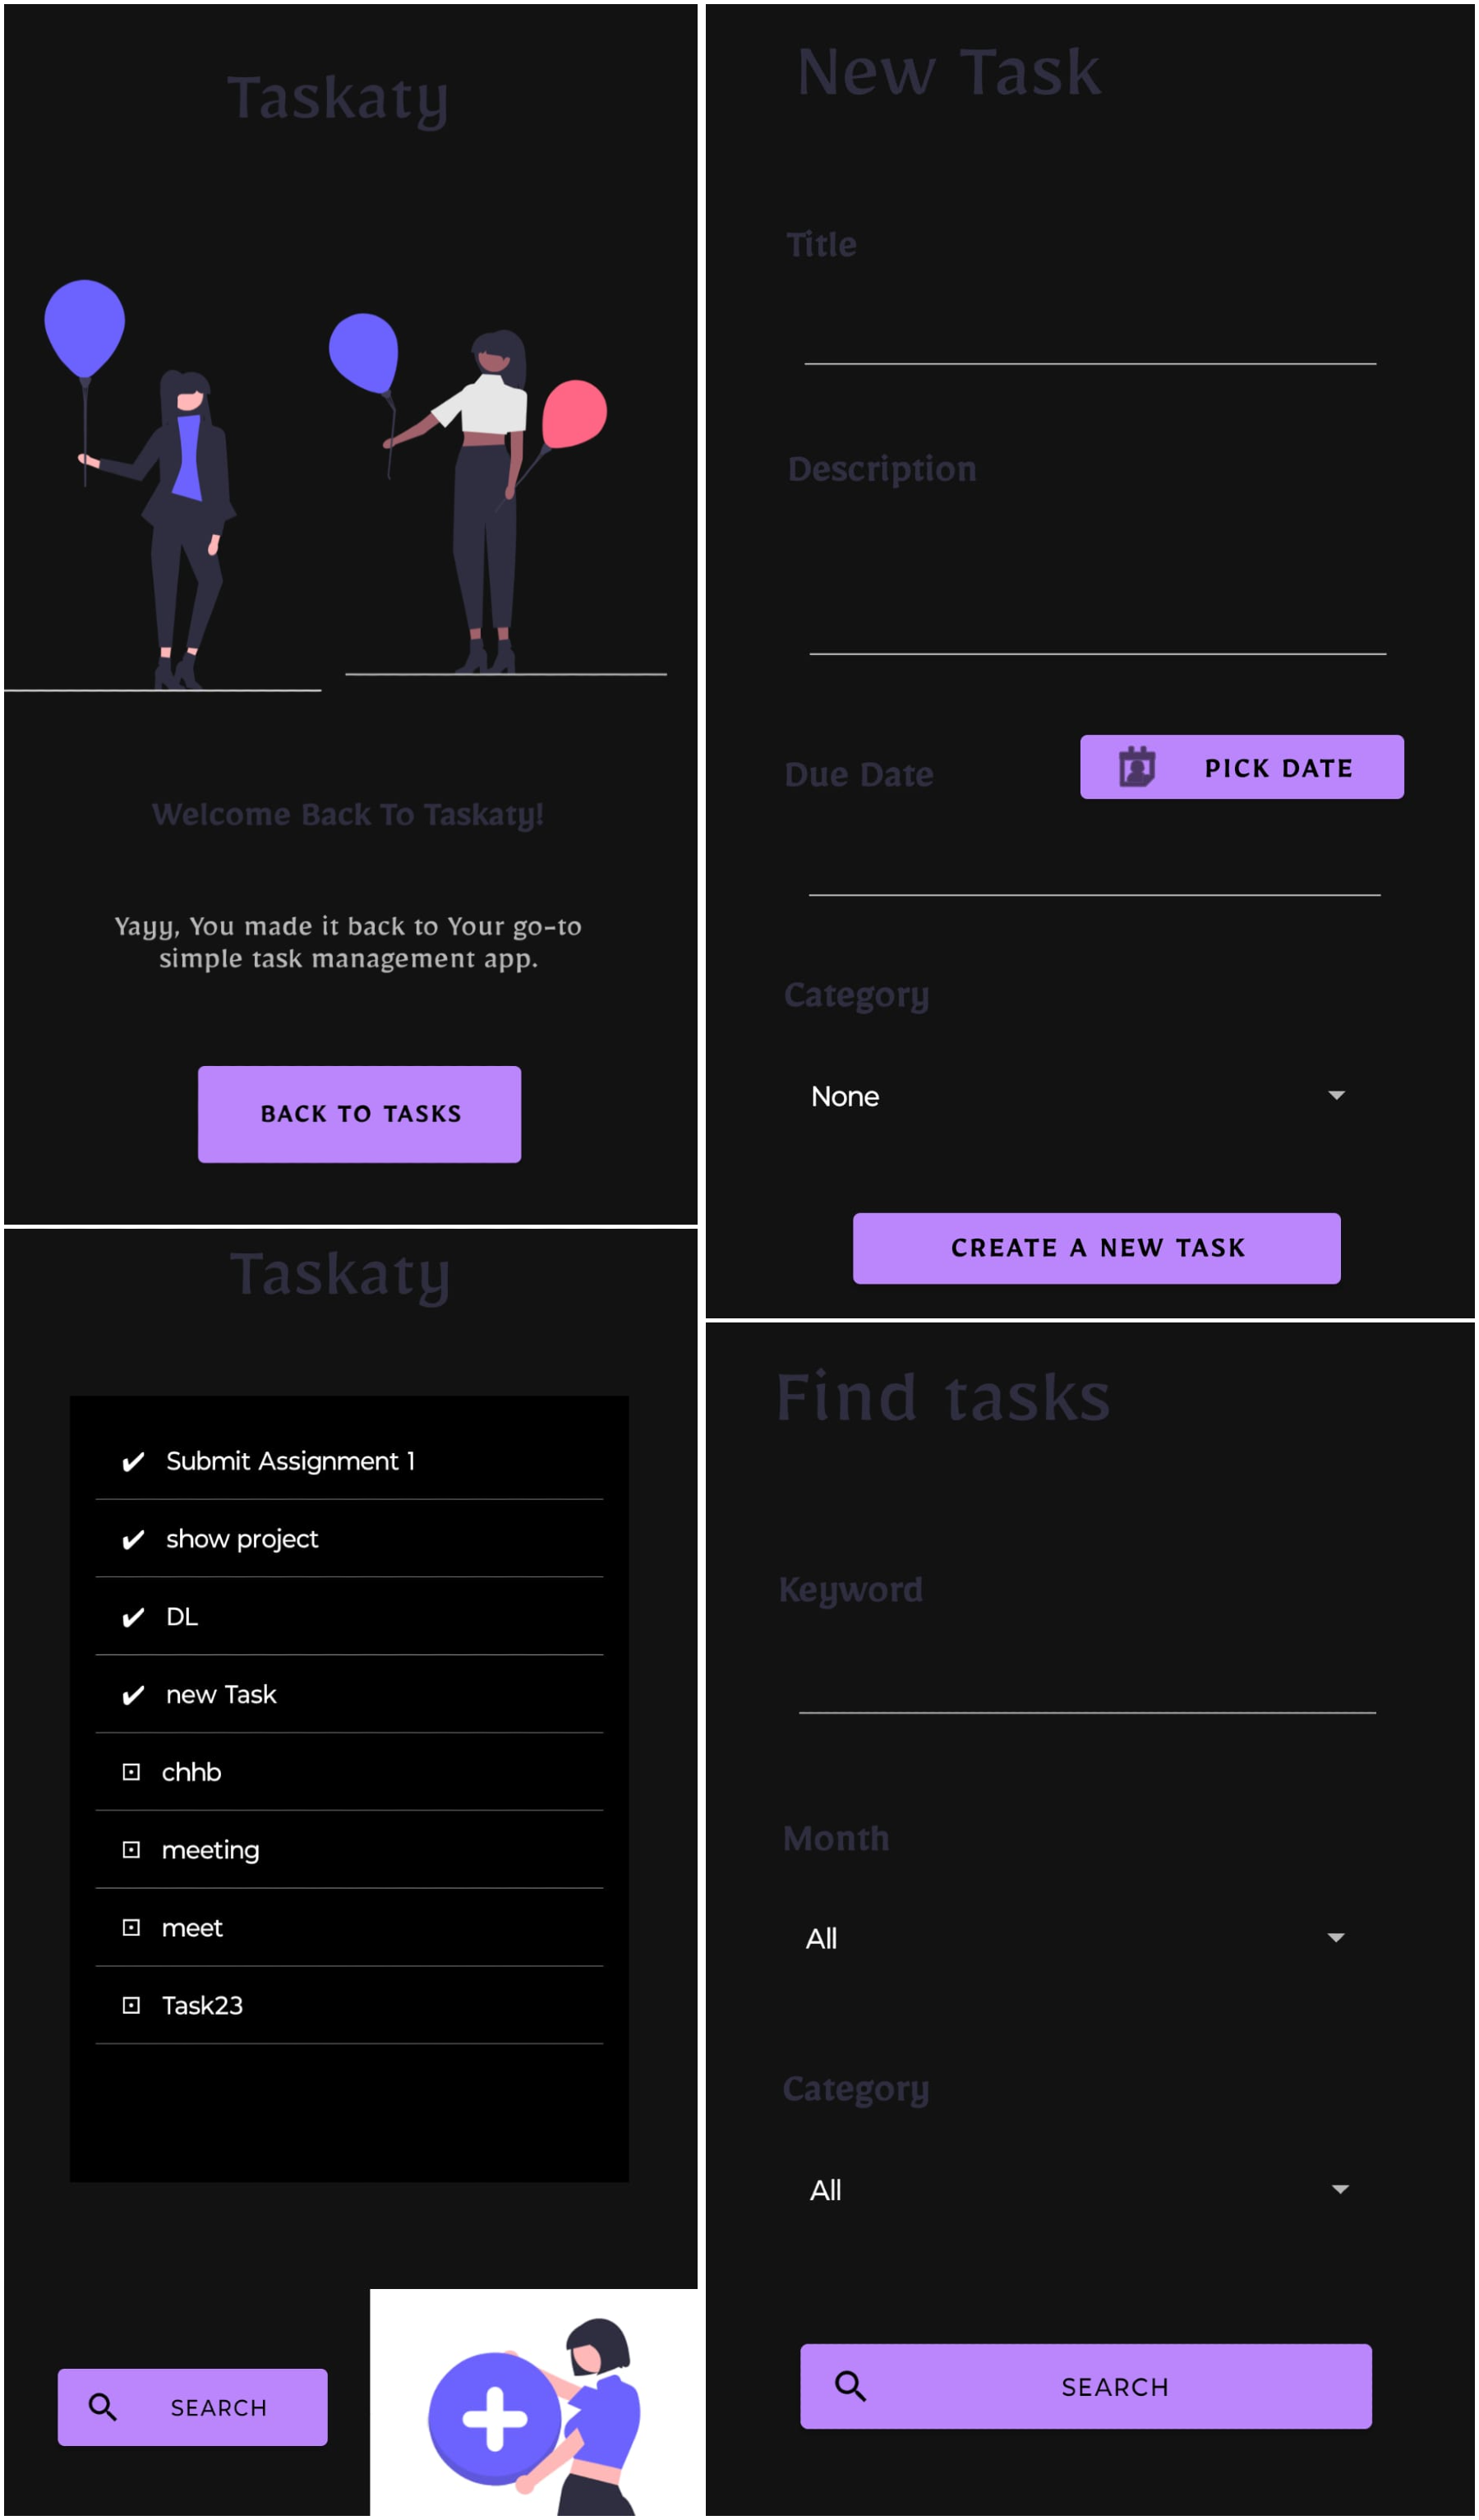 Taskaty
Welcome Back To Taskaty!
Yayy, You made it back to Your go-to
simple task management app.
BACK TO TASKS
New Task
Title
Description
Due Date
PICK DATE
Category
None
CREATE A NEW TASK
Taskaty
✔ Submit Assignment 1
✔ show project
✔ DL
✔ new Task
⊡ chhb
⊡ meeting
⊡ meet
⊡ Task23
SEARCH
Find tasks
Keyword
Month
All
Category
All
SEARCH